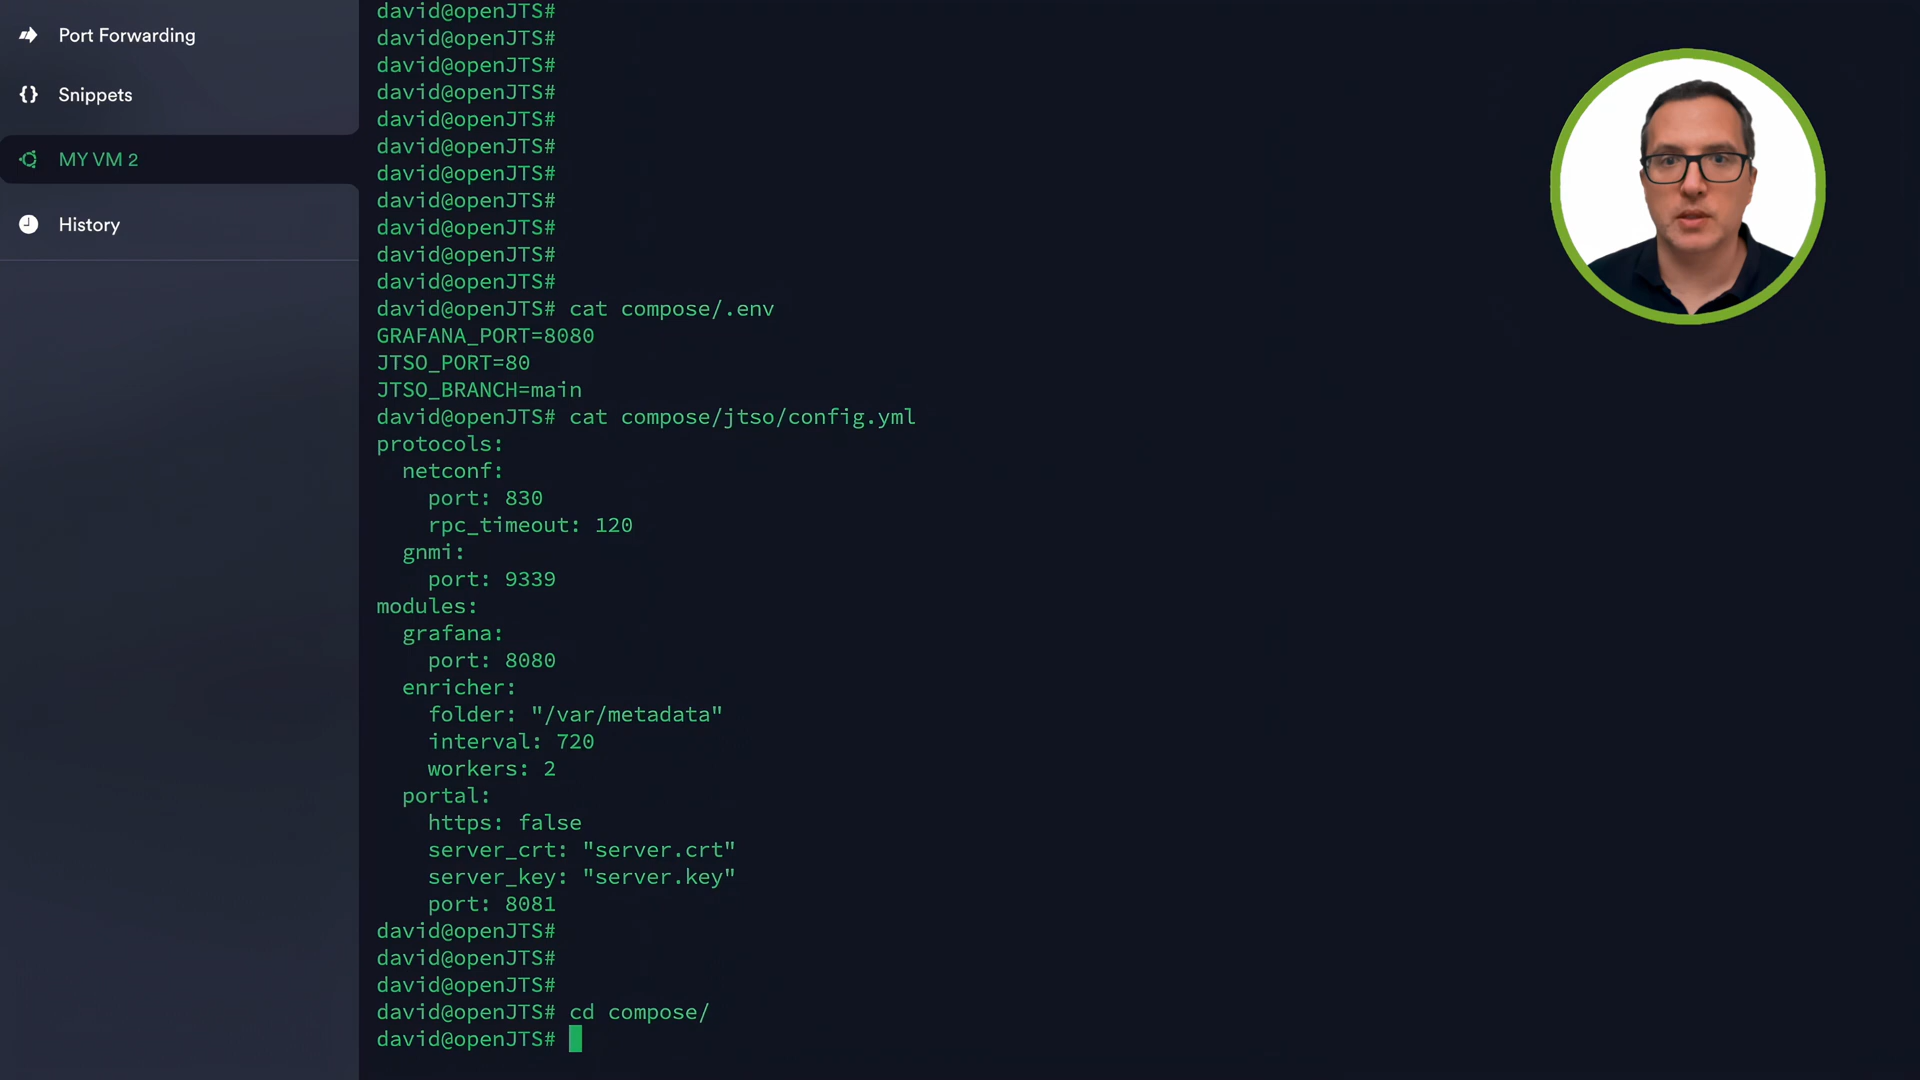 Port Forwarding
Snippets
MY VM 2
History
david@openJTS#
david@openJTS#
david@openJTS#
david@openJTS#
david@openJTS#
david@openJTS#
david@openJTS#
david@openJTS#
david@openJTS#
david@openJTS#
david@openJTS#
david@openJTS# cat compose/.env
GRAFANA_PORT=8080
JTSO_PORT=80
JTSO_BRANCH=main
david@openJTS# cat compose/jtso/config.yml
protocols:
  netconf:
    port: 830
    rpc_timeout: 120
  gnmi:
    port: 9339
modules:
  grafana:
    port: 8080
  enricher:
    folder: "/var/metadata"
    interval: 720
    workers: 2
  portal:
    https: false
    server_crt: "server.crt"
    server_key: "server.key"
    port: 8081
david@openJTS#
david@openJTS#
david@openJTS#
david@openJTS# cd compose/
david@openJTS#